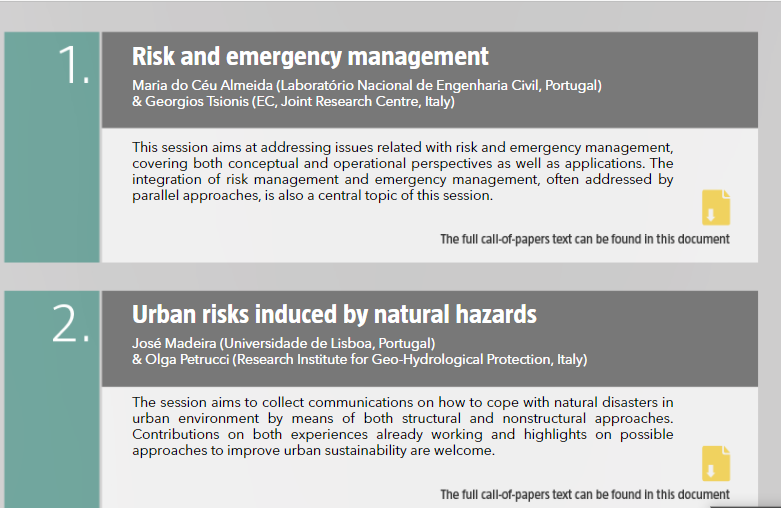 1.
Risk and emergency management
Maria do Céu Almeida (Laboratório Nacional de Engenharia Civil, Portugal)
& Georgios Tsionis (EC, Joint Research Centre, Italy)
This session aims at addressing issues related with risk and emergency management,
covering both conceptual and operational perspectives as well as applications. The
integration of risk management and emergency management, often addressed by
parallel approaches, is also a central topic of this session.
The full call-of-papers text can be found in this document
2.
Urban risks induced by natural hazards
José Madeira (Universidade de Lisboa, Portugal)
& Olga Petrucci (Research Institute for Geo-Hydrological Protection, Italy)
The session aims to collect communications on how to cope with natural disasters in
urban environment by means of both structural and nonstructural approaches.
Contributions on both experiences already working and highlights on possible
approaches to improve urban sustainability are welcome.
The full call-of-papers text can be found in this document